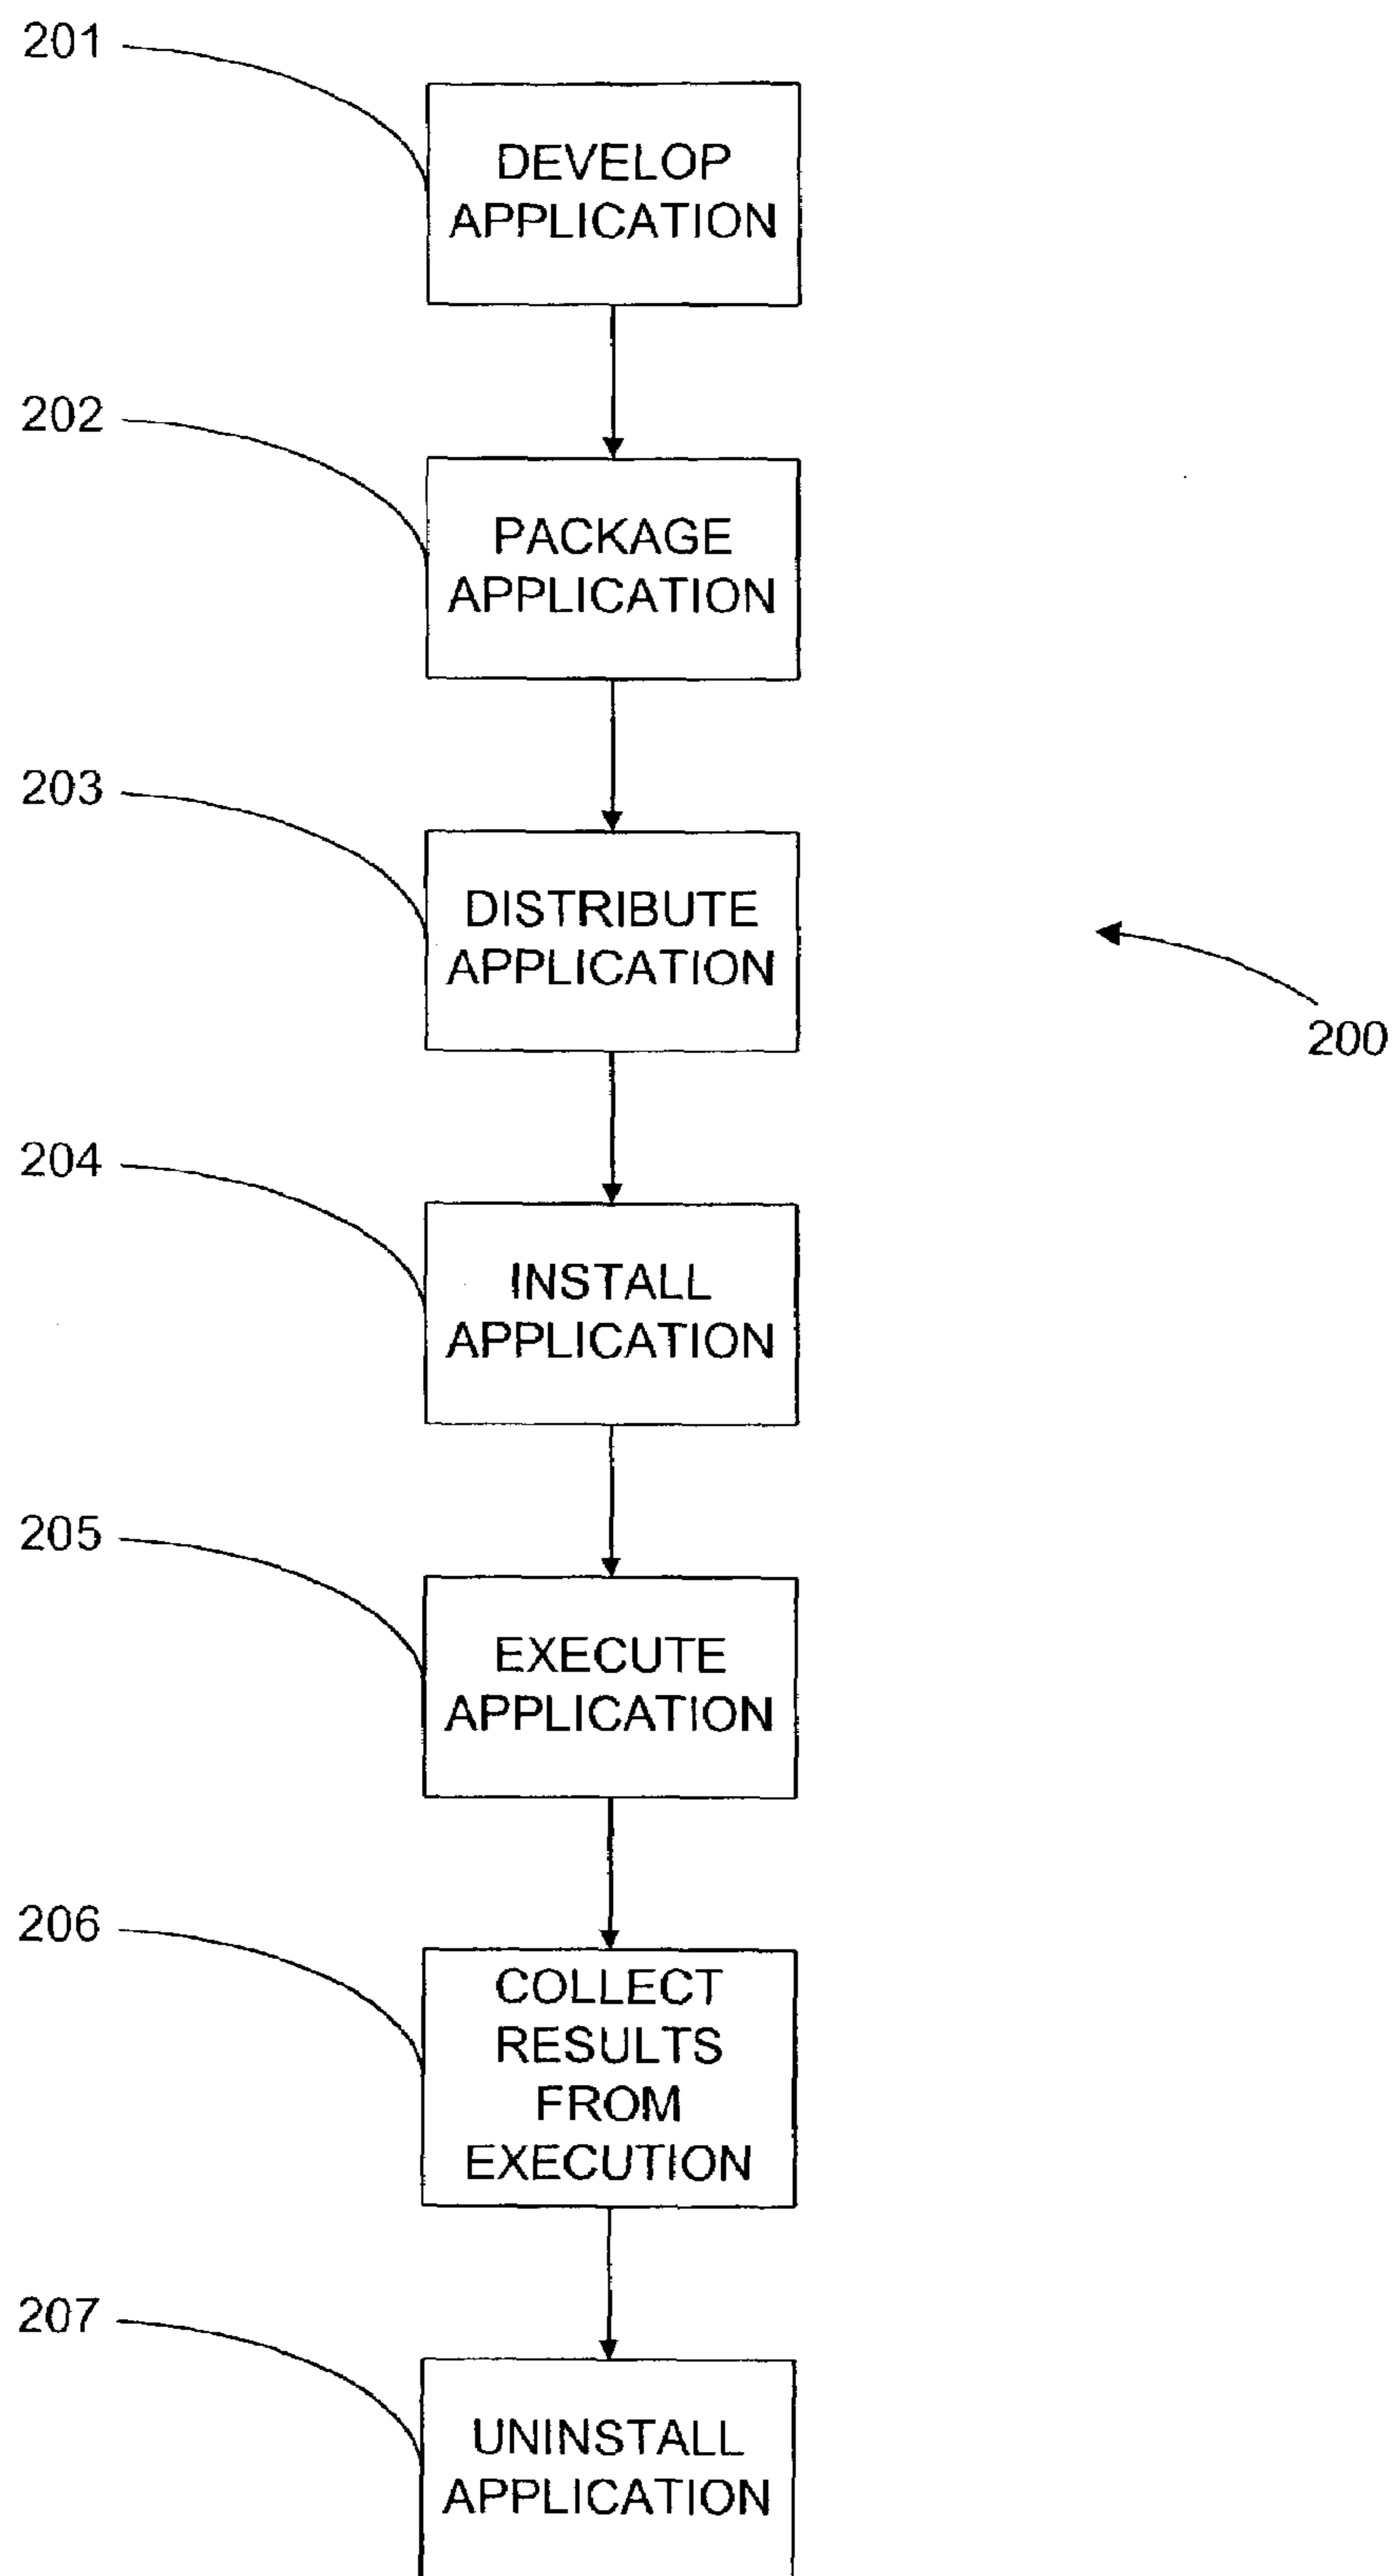 201
DEVELOP
APPLICATION
202
PACKAGE
APPLICATION
203
DISTRIBUTE
APPLICATION
200
204
INSTALL
APPLICATION
205
EXECUTE
APPLICATION
206
COLLECT
RESULTS
FROM
EXECUTION
207
UNINSTALL
APPLICATION